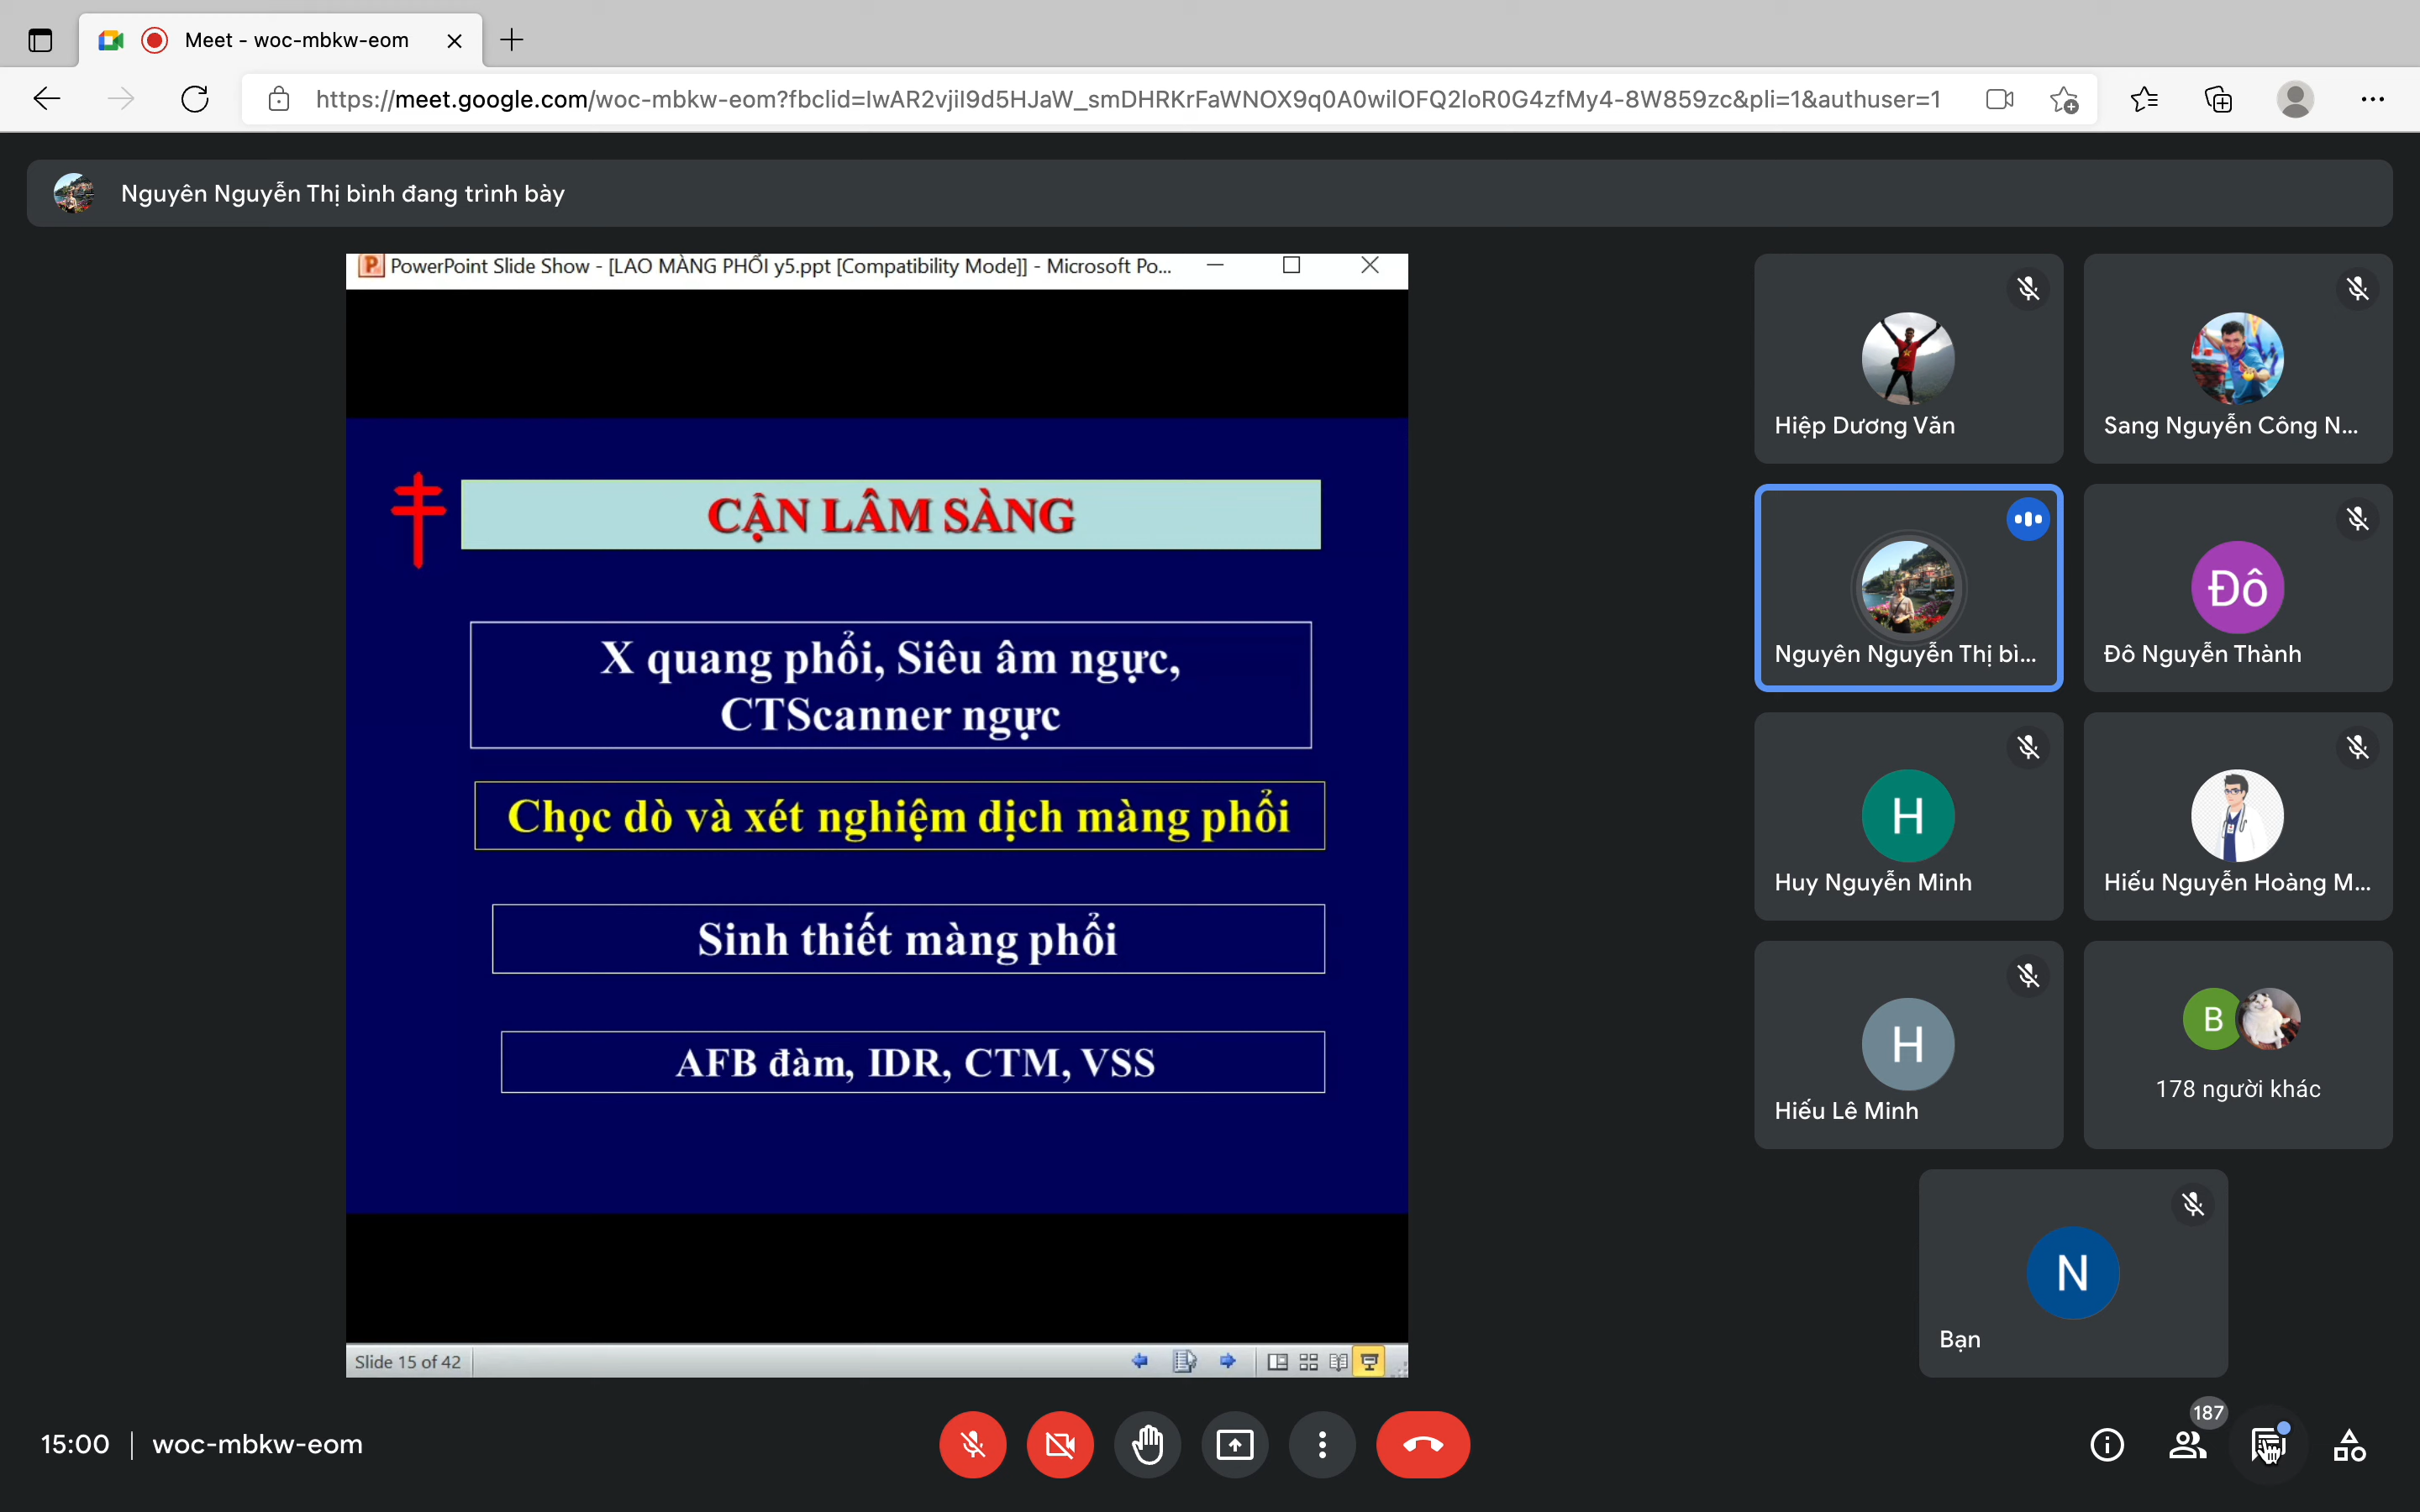 Meet - woc-mbkw-eom
https://meet.google.com/woc-mbkw-eom?fbclid=IwAR2vjiI9d5HJaW_smDHRKrFaWNOX9q0A0wilOFQ2loR0G4zfMy4-8W859zc&pli=1&authuser=1
Nguyên Nguyễn Thị bình đang trình bày
PowerPoint Slide Show - [LAO MÀNG PHỔI y5.ppt [Compatibility Mode]] - Microsoft Po...
CẬN LÂM SÀNG
X quang phổi, Siêu âm ngực,
CTScanner ngực
Chọc dò và xét nghiệm dịch màng phổi
Sinh thiết màng phổi
AFB đàm, IDR, CTM, VSS
Slide 15 of 42
Hiệp Dương Văn
Sang Nguyễn Công N...
Nguyên Nguyễn Thị bì...
Đô
Đô Nguyễn Thành
H
Huy Nguyễn Minh
Hiếu Nguyễn Hoàng M...
H
Hiếu Lê Minh
B
178 người khác
N
Bạn
15:00 | woc-mbkw-eom
187